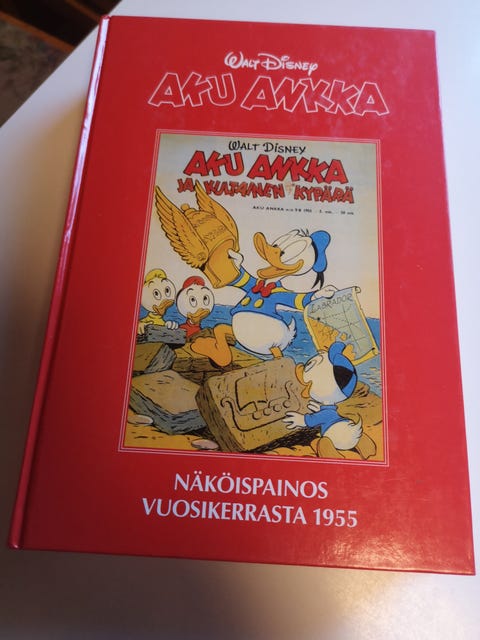 WALT DISNEY
AKU ANKKA
WALT DISNEY
AKU ANKKA
JA KULTAINEN KYPÄRÄ
LABRADOR
NÄKÖISPAINOS
VUOSIKERRASTA 1955